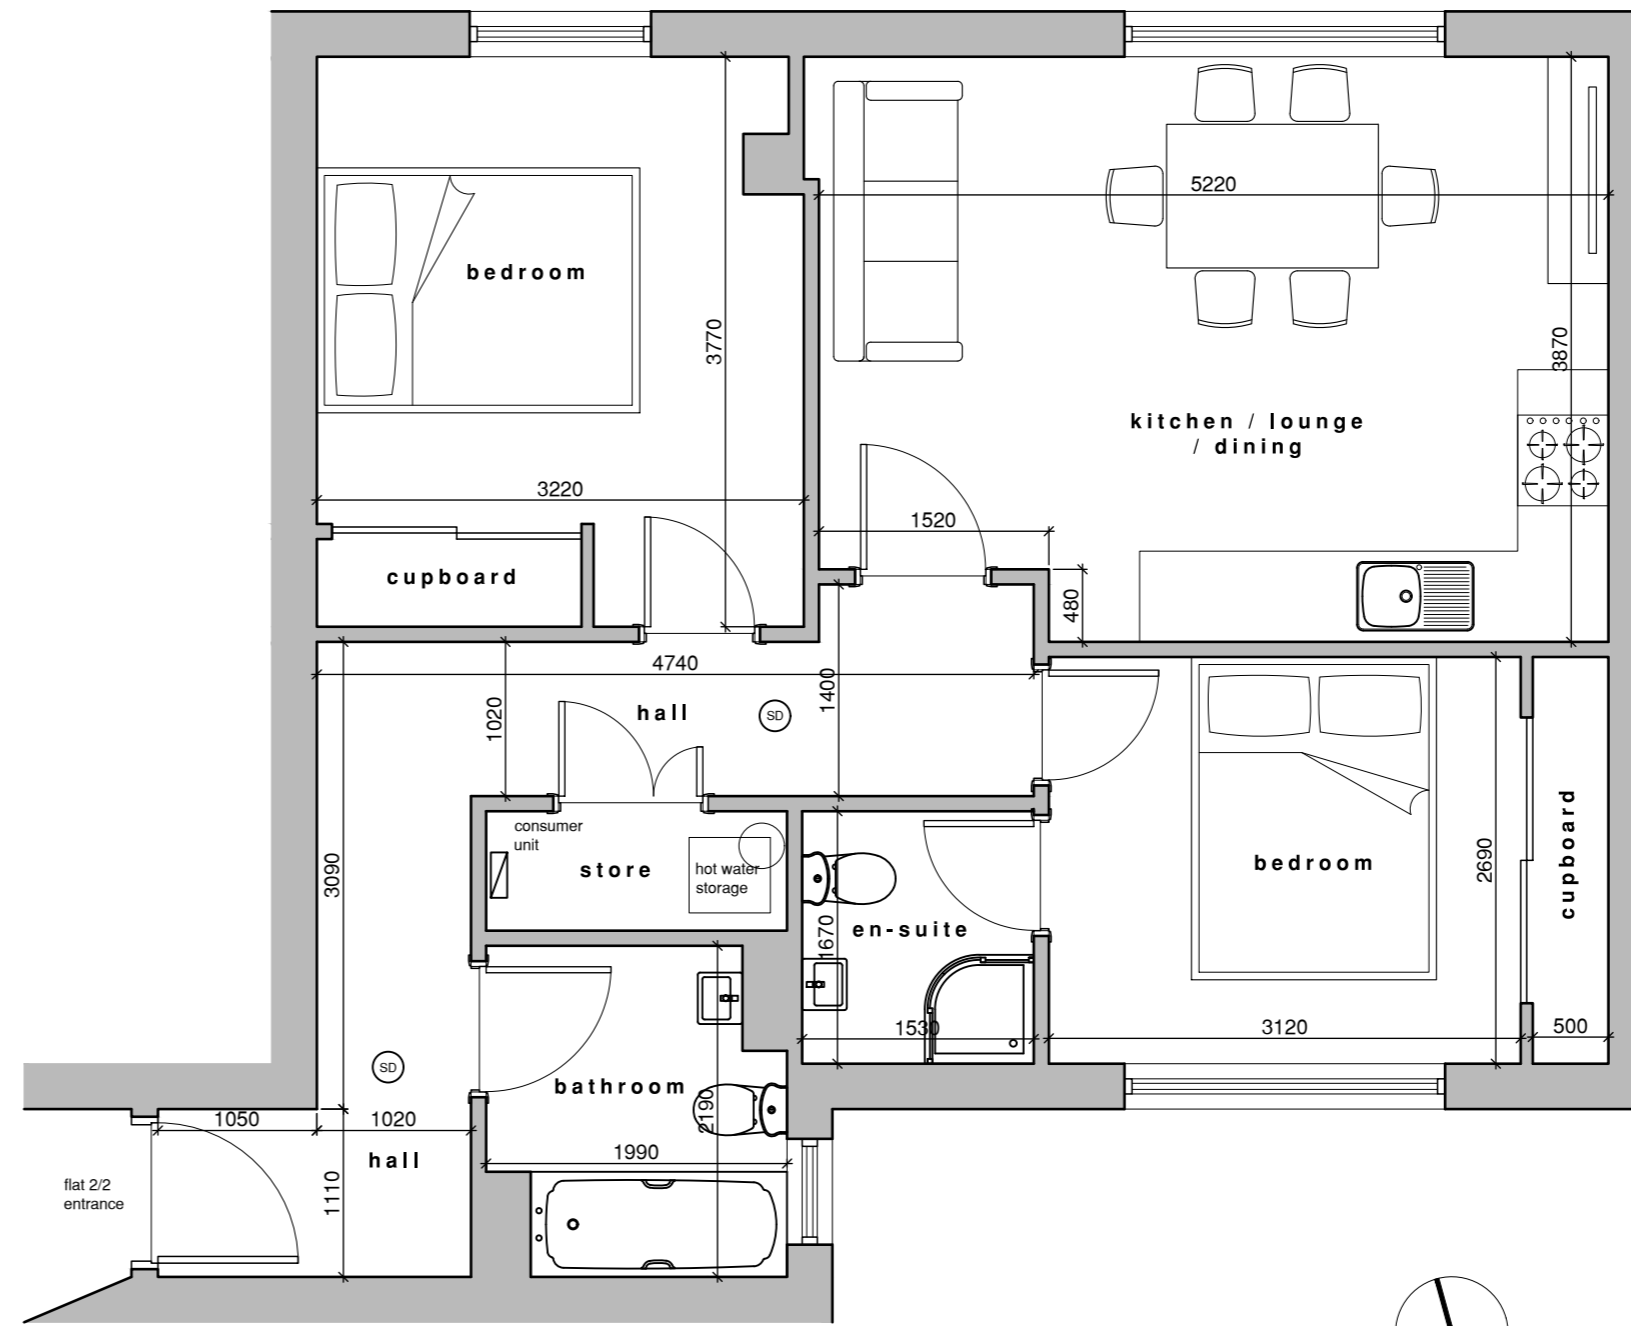 5220
bedroom
3770
3870
kitchen / lounge
/ dining
3220
1520
cupboard
480
4740
1400
1020
hall
SD
consumer
unit
store
hot water
storage
3090
bedroom
2690
cupboard
en-suite
1670
1530
3120
500
SD
bathroom
2190
1050
1020
1990
hall
1110
flat 2/2
entrance